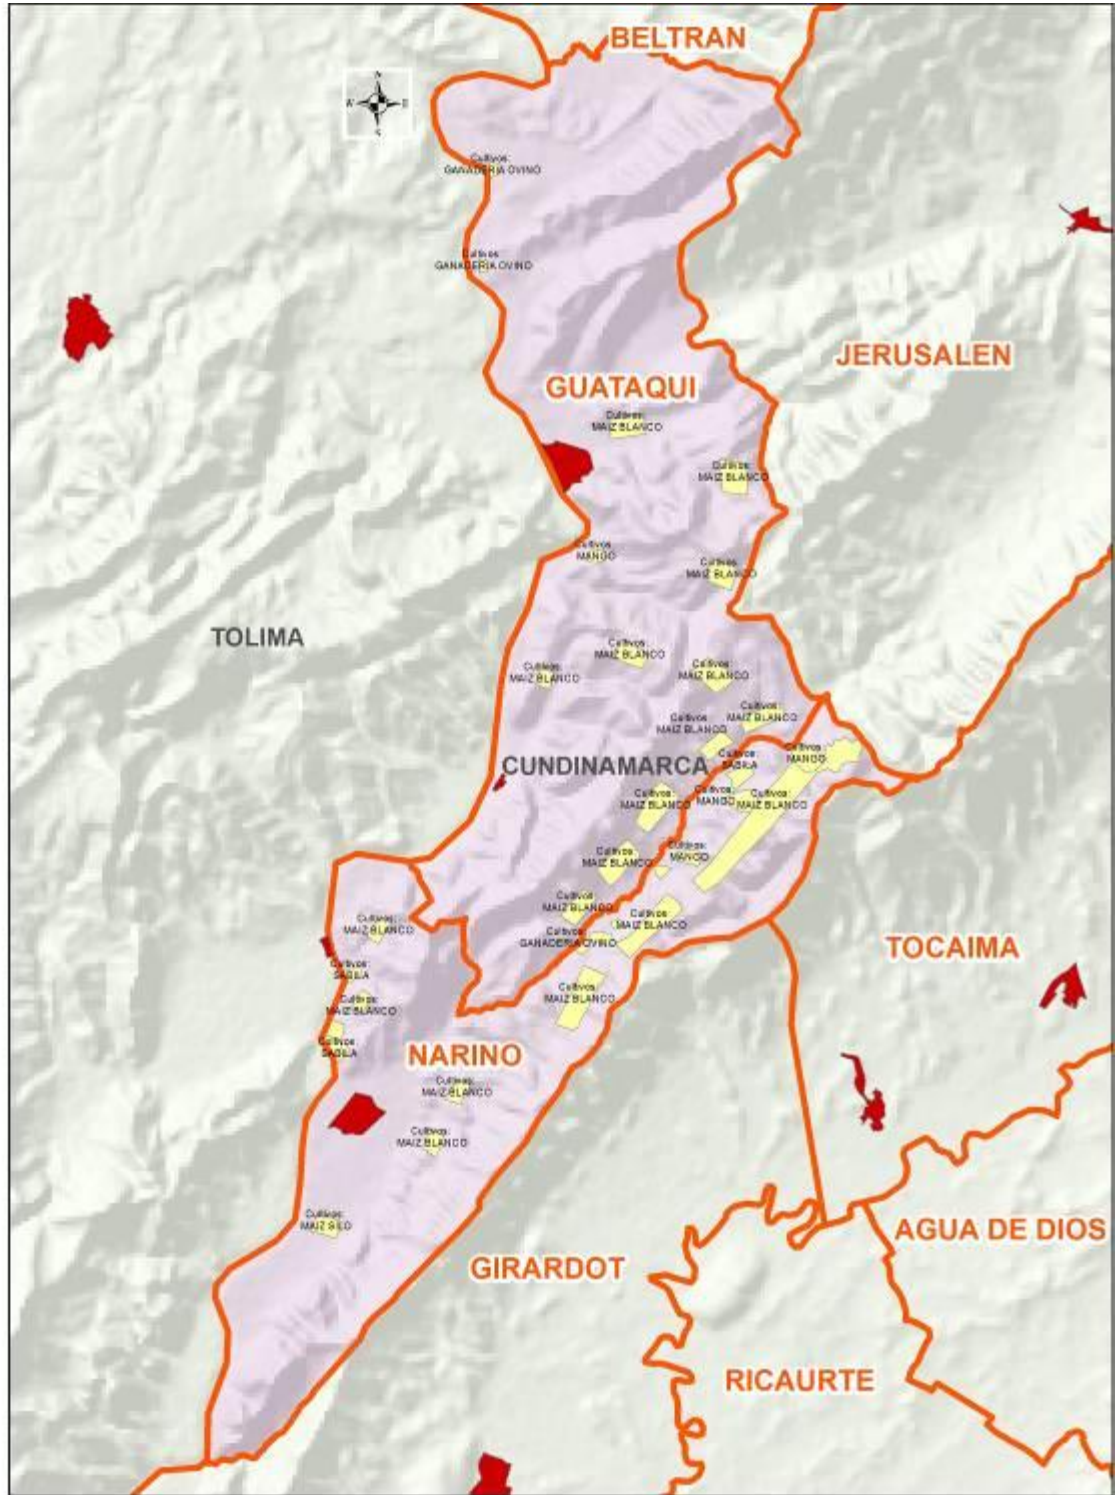 BELTRAN
N
W
E
S
Cultivos:
GANADERIA OVINO
Cultivos:
GANADERIA OVINO
JERUSALEN
GUATAQUI
Cultivos:
MAIZ BLANCO
Cultivos:
MAIZ BLANCO
Cultivos:
MANGO
Cultivos:
MAIZ BLANCO
TOLIMA
Cultivos:
MAIZ BLANCO
Cultivos:
MAIZ BLANCO
Cultivos:
MAIZ BLANCO
Cultivos:
MAIZ BLANCO
Cultivos:
MAIZ BLANCO
Cultivos:
MANGO
Cultivos:
SABILA
CUNDINAMARCA
Cultivos:
MAIZ BLANCO
Cultivos:
MANGO
Cultivos:
MAIZ BLANCO
Cultivos:
MAIZ BLANCO
Cultivos:
MANGO
Cultivos:
MAIZ BLANCO
Cultivos:
MAIZ BLANCO
Cultivos:
MAIZ BLANCO
Cultivos:
GANADERIA OVINO
TOCAIMA
Cultivos:
SABILA
Cultivos:
MAIZ BLANCO
Cultivos:
MAIZ BLANCO
Cultivos:
SABILA
NARINO
Cultivos:
MAIZ BLANCO
Cultivos:
MAIZ BLANCO
Cultivos:
MAIZ SILO
AGUA DE DIOS
GIRARDOT
RICAURTE